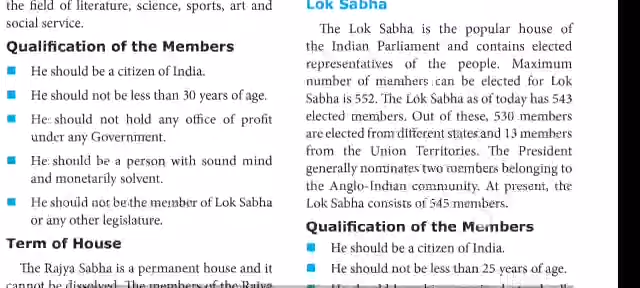 the field of literature, science, sports, art and
social service.
Qualification of the Members
He should be a citizen of India.
He should not be less than 30 years of age.
He should not hold any office of profit
under any Government.
He should be a person with sound mind
and monetarily solvent.
He should not be the member of Lok Sabha
or any other legislature.
Term of House
The Rajya Sabha is a permanent house and it
cannot be dissolved. The members of the Rajya
Lok Sabha
The Lok Sabha is the popular house of
the Indian Parliament and contains elected
representatives of the people. Maximum
number of members can be elected for Lok
Sabha is 552. The Lok Sabha as of today has 543
elected members. Out of these, 530 members
are elected from different states and 13 members
from the Union Territories. The President
generally nominates two members belonging to
the Anglo-Indian community. At present, the
Lok Sabha consists of 545 members.
Qualification of the Members
He should be a citizen of India.
He should not be less than 25 years of age.